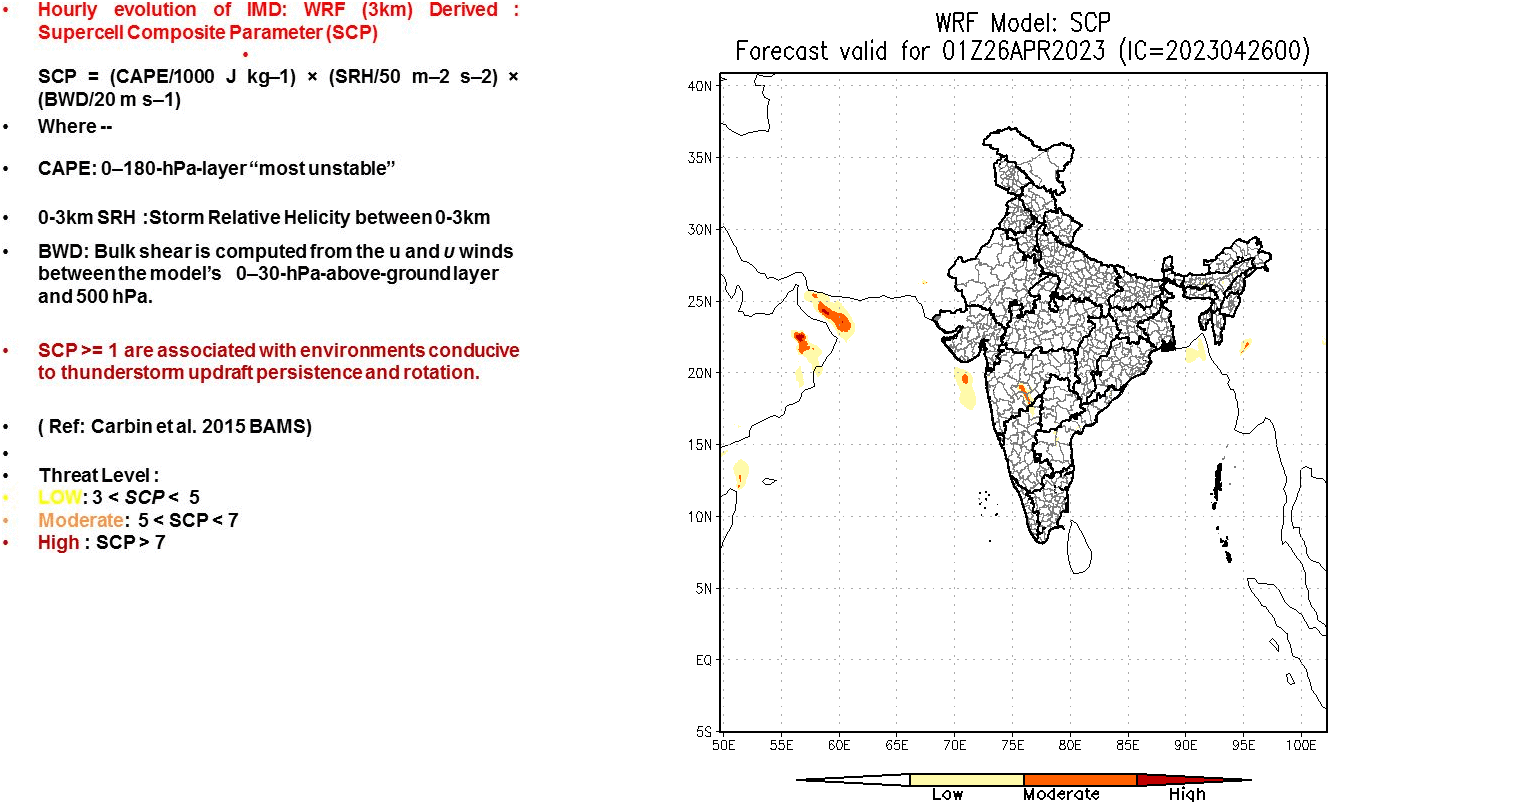 • Hourly evolution of IMD: WRF (3km) Derived :
Supercell Composite Parameter (SCP)
•
SCP = (CAPE/1000 J kg–1) × (SRH/50 m–2 s–2) ×
(BWD/20 m s–1)
• Where --
• CAPE: 0–180-hPa-layer “most unstable”
• 0-3km SRH :Storm Relative Helicity between 0-3km
• BWD: Bulk shear is computed from the u and υ winds
between the model’s 0–30-hPa-above-ground layer
and 500 hPa.
• SCP >= 1 are associated with environments conducive
to thunderstorm updraft persistence and rotation.
• ( Ref: Carbin et al. 2015 BAMS)
•
• Threat Level :
• LOW: 3 < SCP < 5
• Moderate: 5 < SCP < 7
• High : SCP > 7
WRF Model: SCP
Forecast valid for 01Z26APR2023 (IC=2023042600)
40N
35N
30N
25N
20N
15N
10N
5N
EQ
5S
50E 55E 60E 65E 70E 75E 80E 85E 90E 95E 100E
Low Moderate High